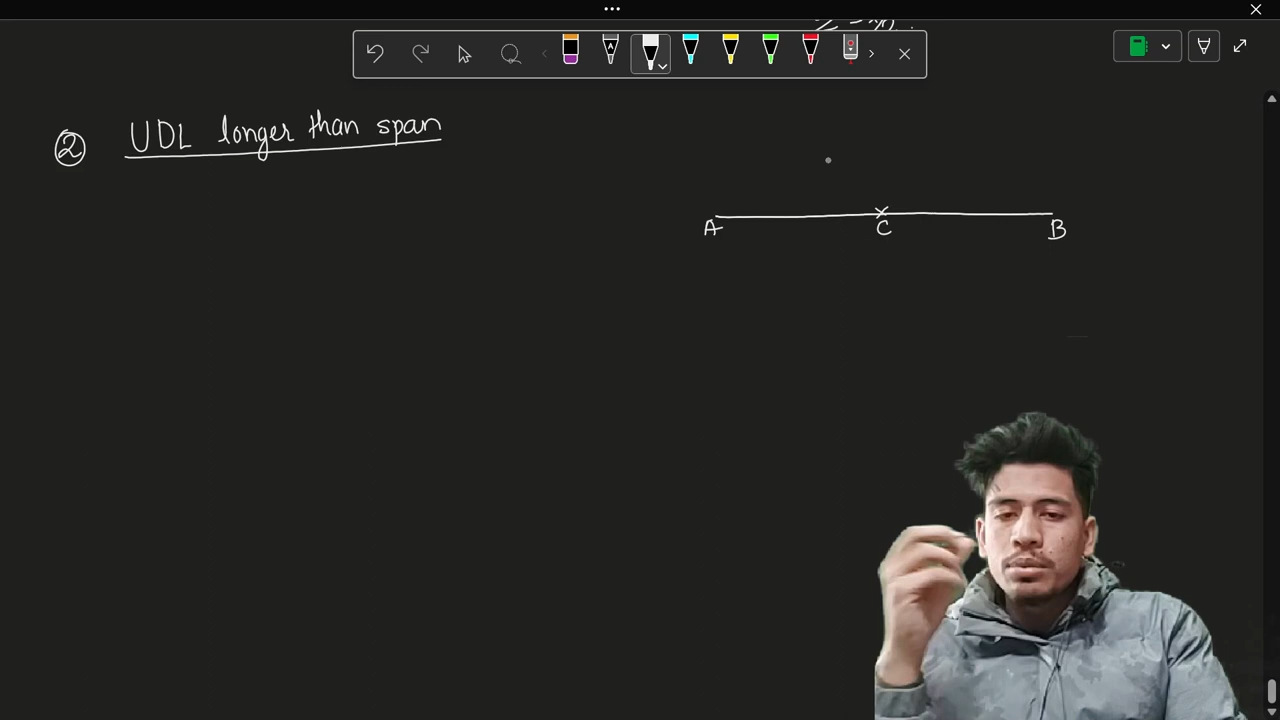 ② UDL longer than span
A C B